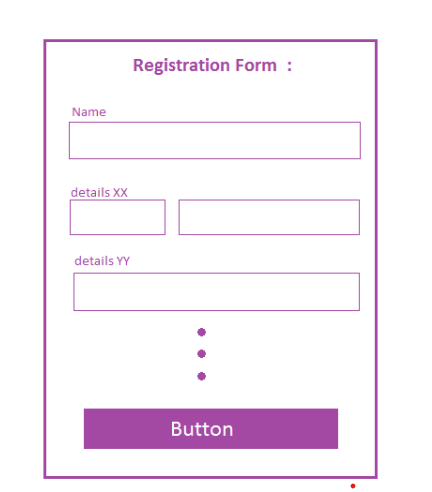 Registration Form :
Name
details XX
details YY
Button